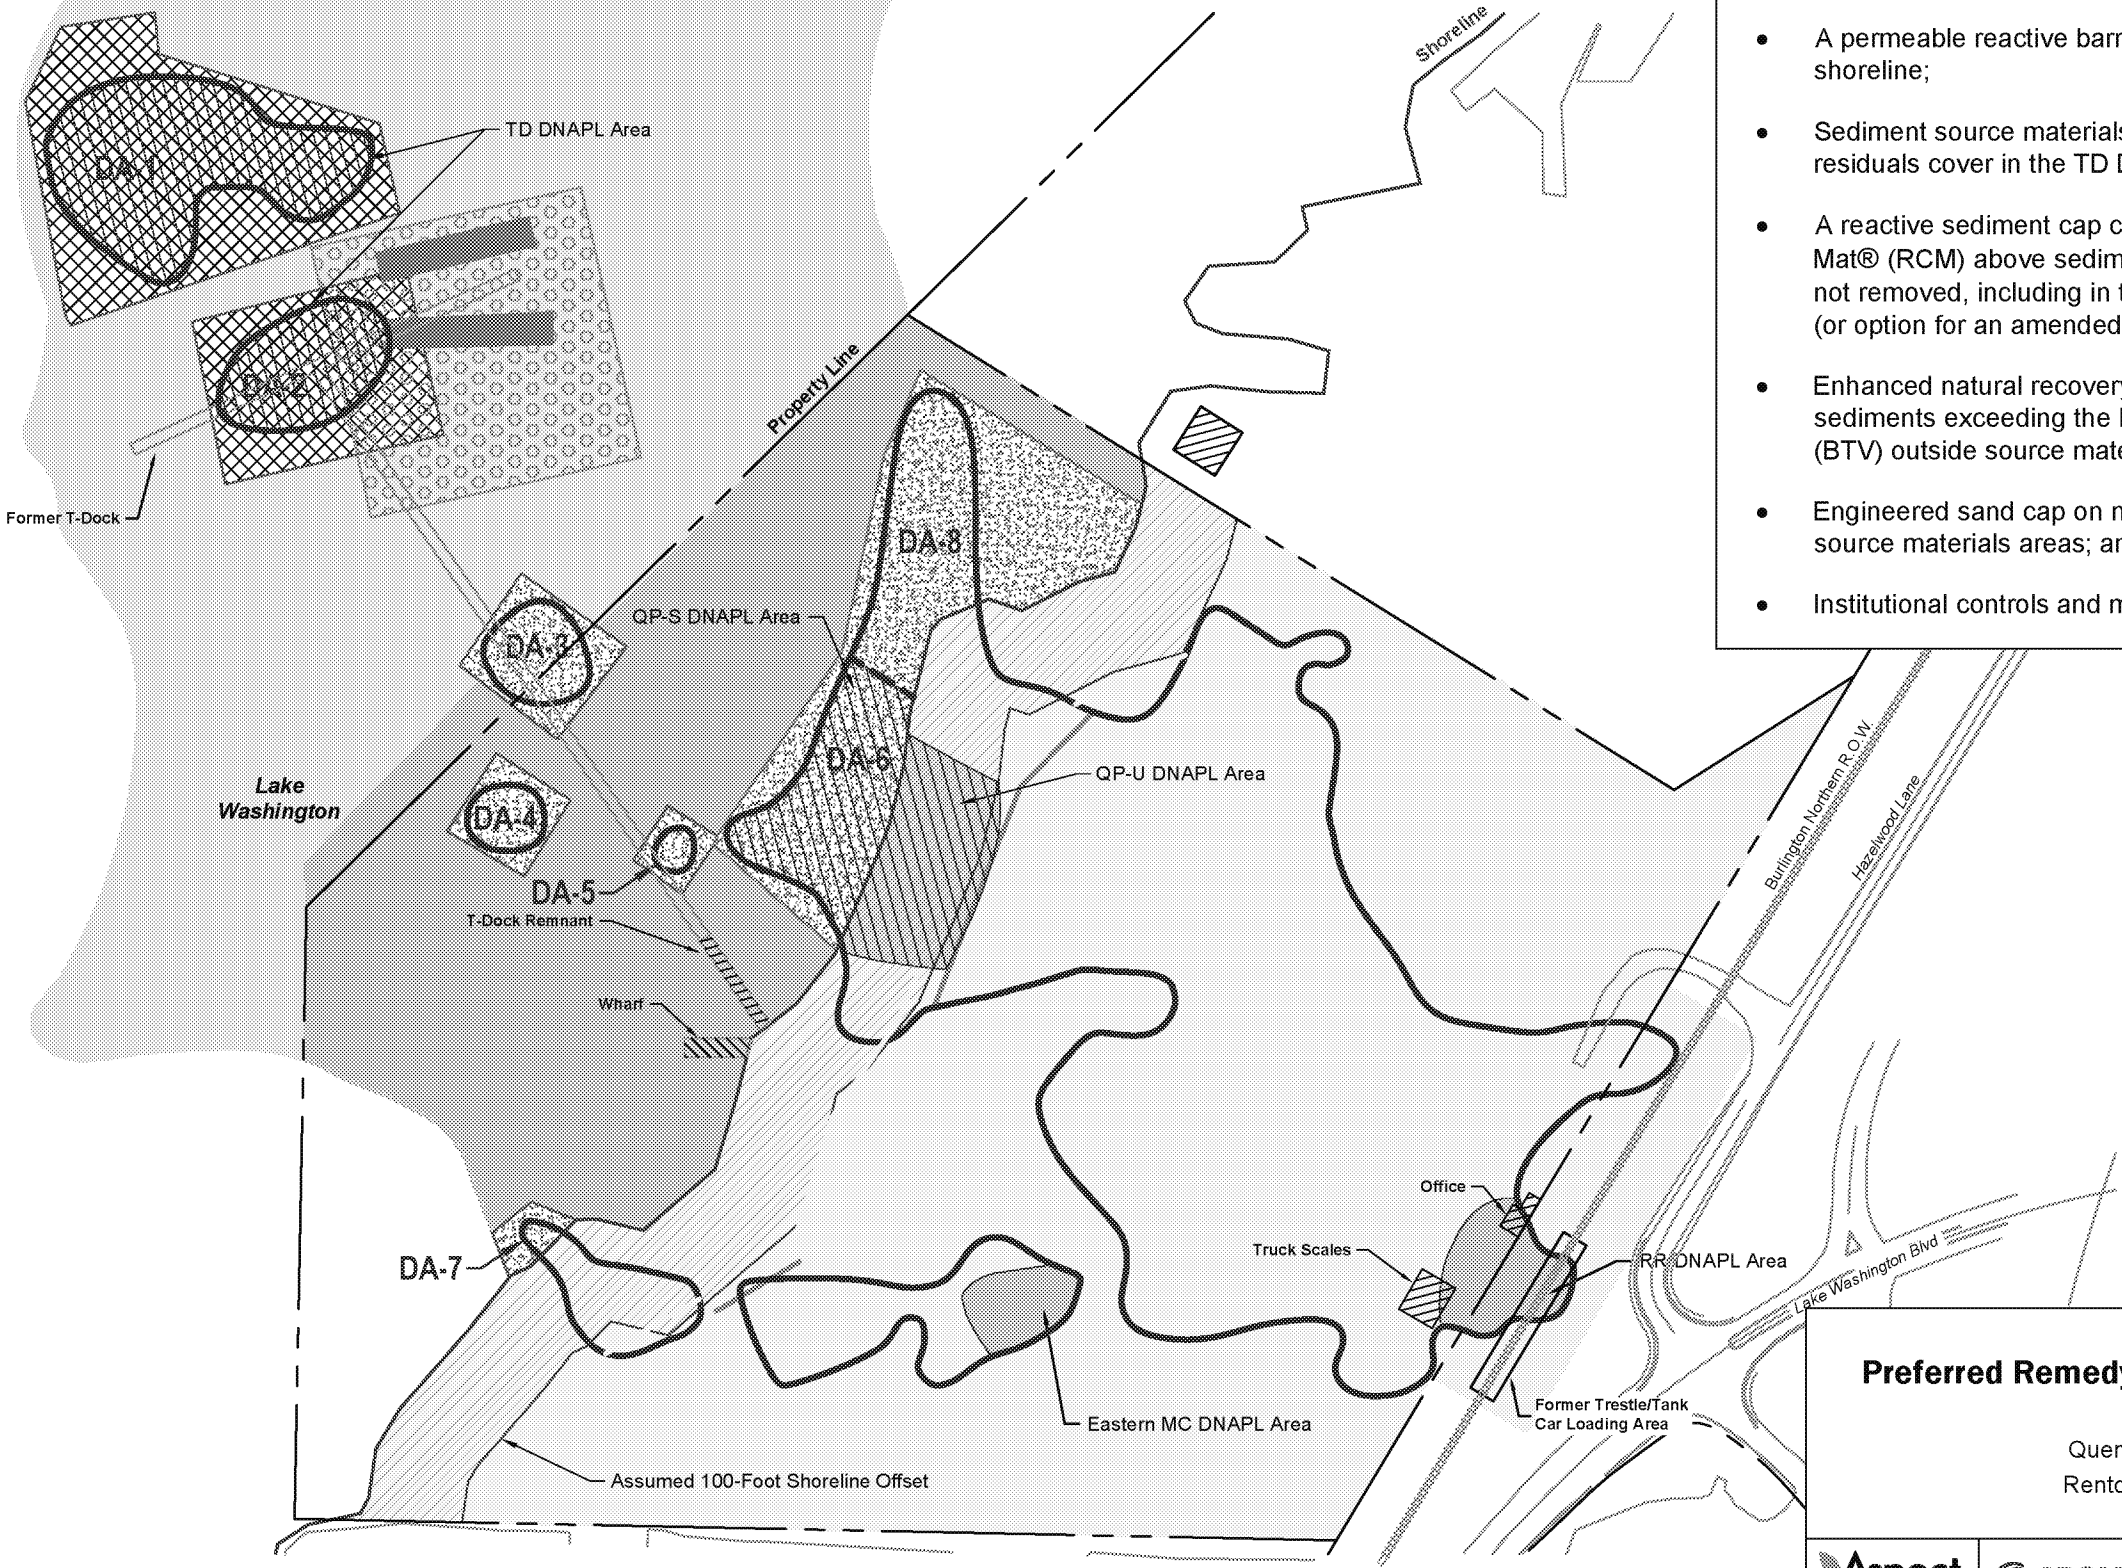 Shoreline
A permeable reactive barr
shoreline;
Sediment source materials
residuals cover in the TD D
A reactive sediment cap c
Mat® (RCM) above sedim
not removed, including in t
(or option for an amended
Enhanced natural recovery
sediments exceeding the
(BTV) outside source mate
Engineered sand cap on n
source materials areas; an
Institutional controls and m
TD DNAPL Area
DA-1
DA-2
Former T-Dock
Property Line
DA-8
QP-S DNAPL Area
DA-3
DA-6
QP-U DNAPL Area
Lake
Washington
DA-4
DA-5
T-Dock Remnant
Wharf
Burlington Northern R.O.W.
Hazelwood Lane
Office
Truck Scales
RR DNAPL Area
Lake Washington Blvd
DA-7
Eastern MC DNAPL Area
Former Trestle/Tank
Car Loading Area
Assumed 100-Foot Shoreline Offset
Preferred Remedy
Quen
Rento
Aspect